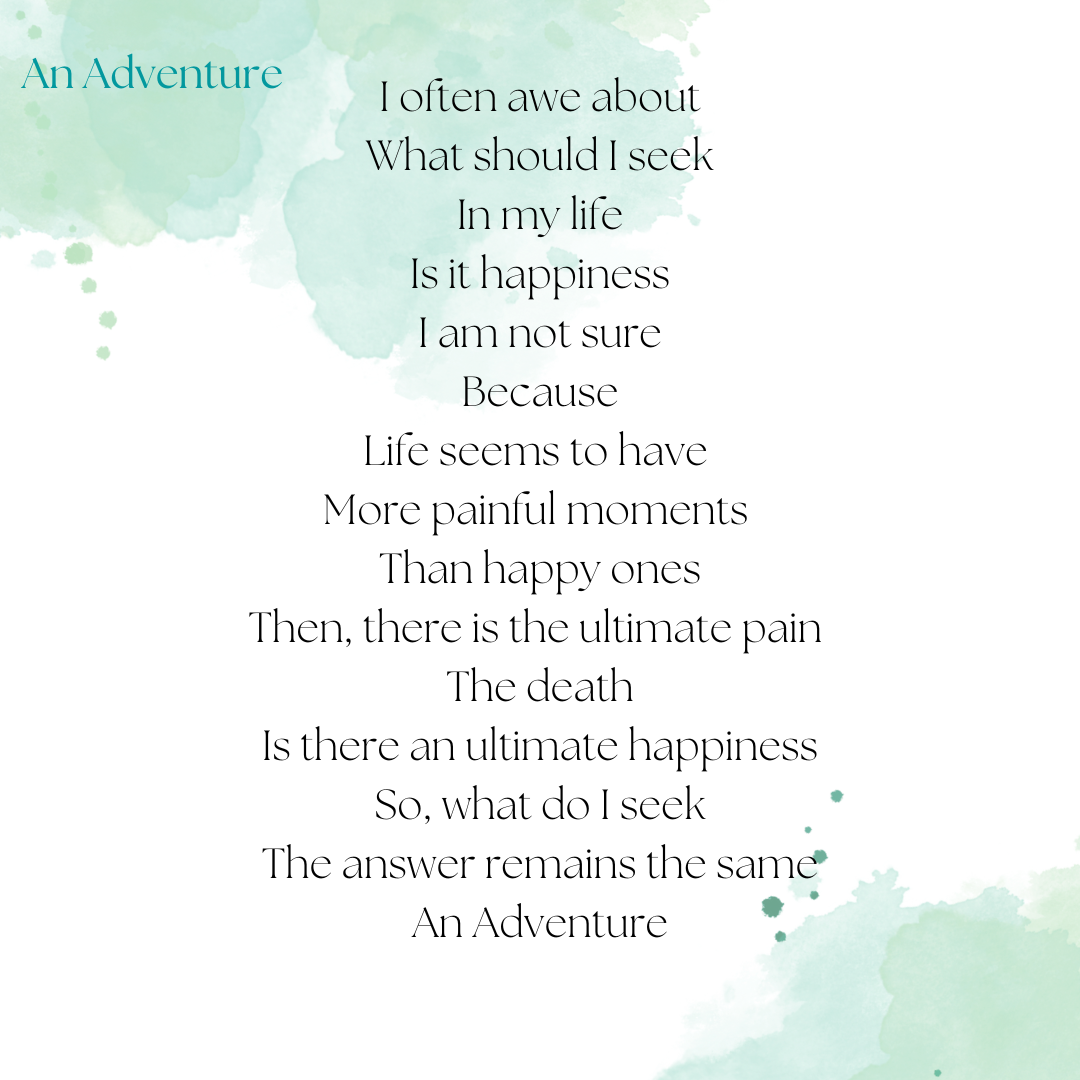 An Adventure
I often awe about
What should I seek
In my life
Is it happiness
I am not sure
Because
Life seems to have
More painful moments
Than happy ones
Then, there is the ultimate pain
The death
Is there an ultimate happiness
So, what do I seek
The answer remains the same
An Adventure